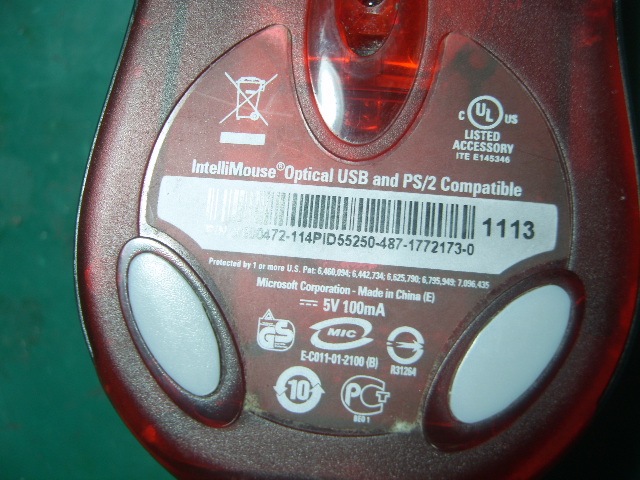 c UL US
LISTED
ACCESSORY
ITE E145346
IntelliMouse®Optical USB and PS/2 Compatible
1113
472-114PID55250-487-1772173-0
Protected by 1 or more U.S. Pat: 6,460,094; 6,442,734; 6,625,790; 6,795,949; 7,096,435
Microsoft Corporation - Made in China (E)
5V 100mA
GS
MIC
E-C011-01-2100 (B)
R31264
10
PC